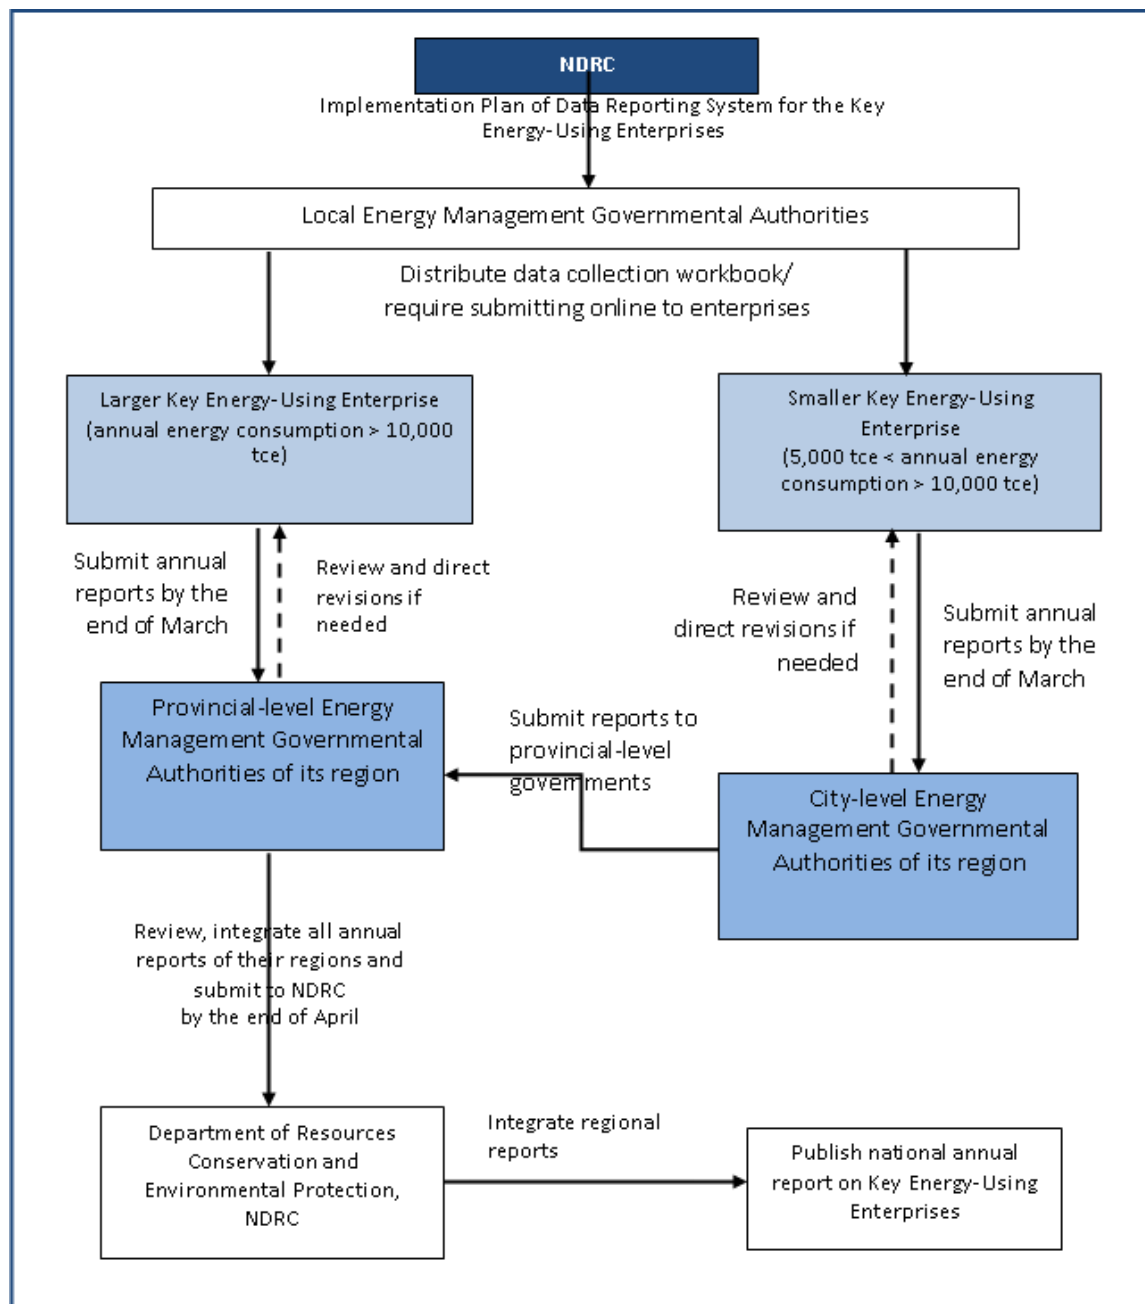 NDRC
Implementation Plan of Data Reporting System for the Key
Energy-Using Enterprises
Local Energy Management Governmental Authorities
Distribute data collection workbook/
require submitting online to enterprises
Larger Key Energy-Using Enterprise
(annual energy consumption > 10,000
tce)
Smaller Key Energy-Using
Enterprise
(5,000 tce < annual energy
consumption > 10,000 tce)
Submit annual
reports by the
end of March
Review and direct
revisions if
needed
Review and
direct revisions if
needed
Submit annual
reports by the
end of March
Provincial-level Energy
Management Governmental
Authorities of its region
Submit reports to
provincial-level
governments
City-level Energy
Management Governmental
Authorities of its region
Review, integrate all annual
reports of their regions and
submit to NDRC
by the end of April
Department of Resources
Conservation and
Environmental Protection,
NDRC
Integrate regional
reports
Publish national annual
report on Key Energy-Using
Enterprises